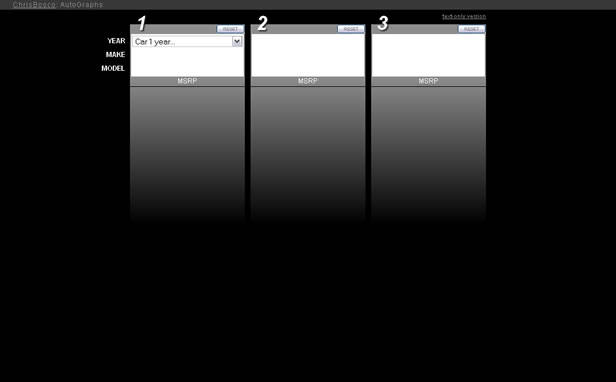 ChrisBosco: AutoGraphs
text-only version
1 2 3
RESET RESET RESET
YEAR Car 1 year...
MAKE
MODEL
MSRP MSRP MSRP